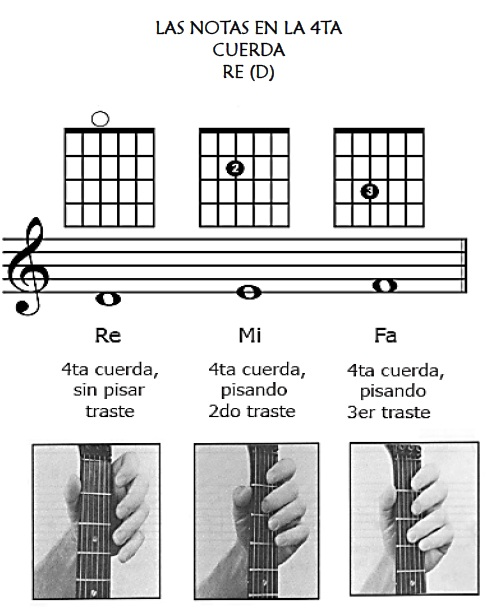 LAS NOTAS EN LA 4TA
CUERDA
RE (D)
2
3
Re
Mi
Fa
4ta cuerda,
sin pisar
traste
4ta cuerda,
pisando
2do traste
4ta cuerda,
pisando
3er traste